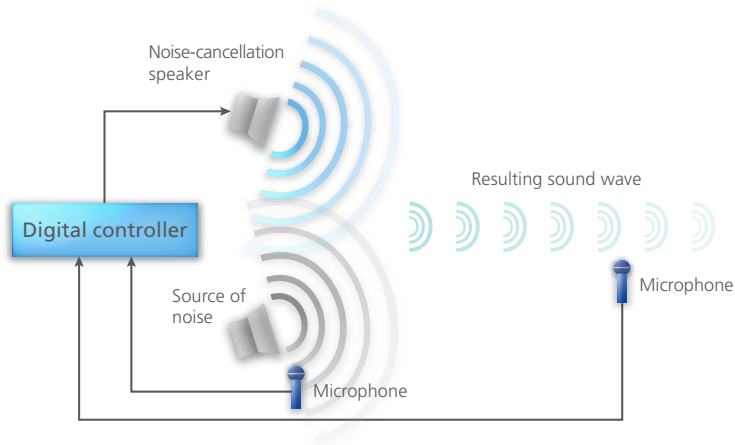 Noise-cancellation
speaker
Resulting sound wave
Digital controller
Microphone
Source of
noise
Microphone